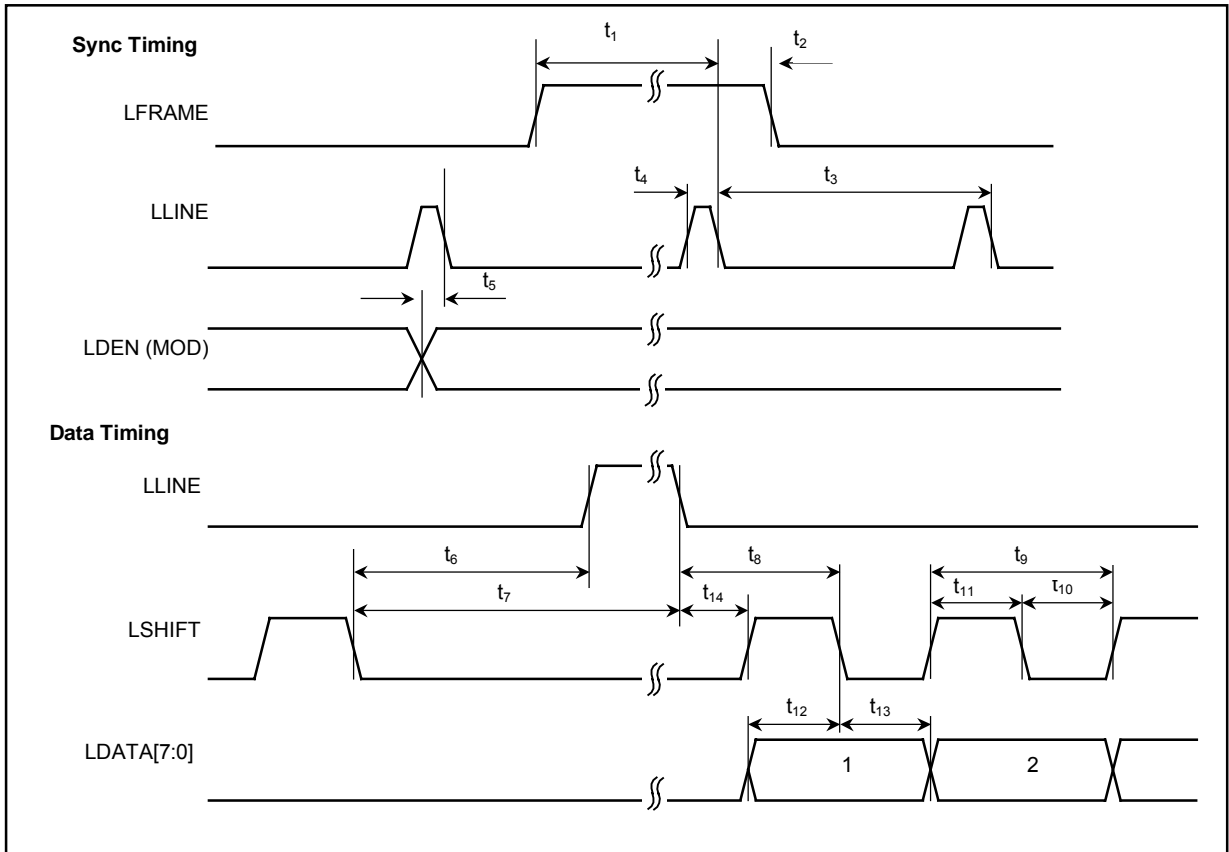 Sync Timing
t1
t2
LFRAME
t4
t3
LLINE
t5
LDEN (MOD)
Data Timing
LLINE
t6
t8
t9
t7
t14
t11
t10
LSHIFT
t12
t13
LDATA[7:0]
1
2